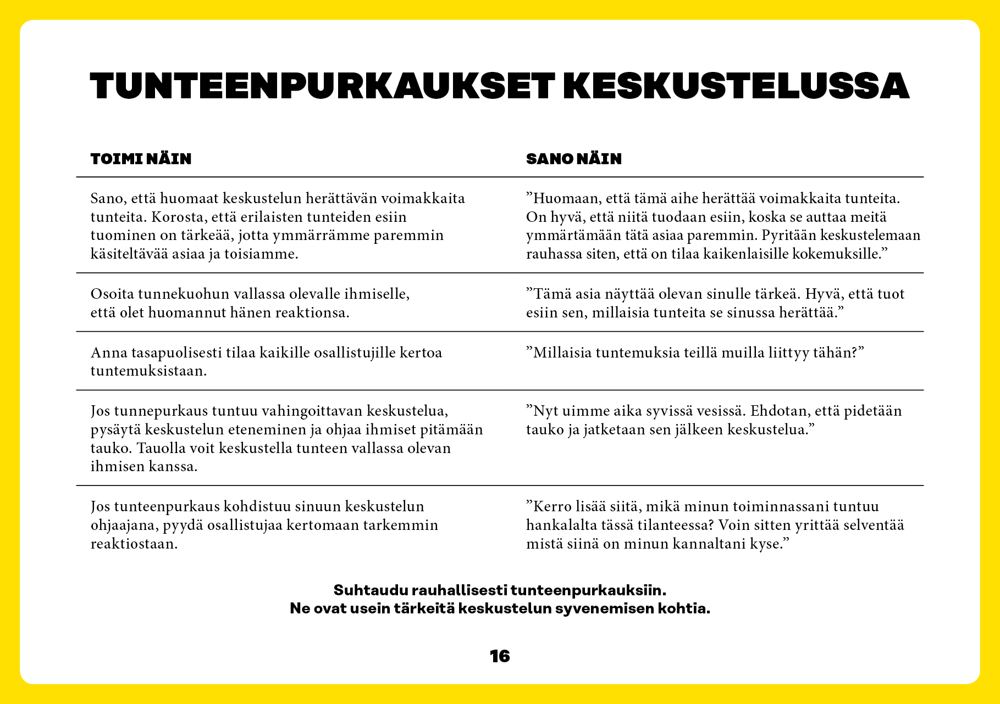 TUNTEENPURKAUKSET KESKUSTELUSSA
TOIMI NÄIN
SANO NÄIN
Sano, että huomaat keskustelun herättävän voimakkaita
tunteita. Korosta, että erilaisten tunteiden esiin
tuominen on tärkeää, jotta ymmärrämme paremmin
käsiteltävää asiaa ja toisiamme.
”Huomaan, että tämä aihe herättää voimakkaita tunteita.
On hyvä, että niitä tuodaan esiin, koska se auttaa meitä
ymmärtämään tätä asiaa paremmin. Pyritään keskustelemaan
rauhassa siten, että on tilaa kaikenlaisille kokemuksille.”
Osoita tunnekuohun vallassa olevalle ihmiselle,
että olet huomannut hänen reaktionsa.
”Tämä asia näyttää olevan sinulle tärkeä. Hyvä, että tuot
esiin sen, millaisia tunteita se sinussa herättää.”
Anna tasapuolisesti tilaa kaikille osallistujille kertoa
tuntemuksistaan.
”Millaisia tuntemuksia teillä muilla liittyy tähän?”
Jos tunnepurkaus tuntuu vahingoittavan keskustelua,
pysäytä keskustelun eteneminen ja ohjaa ihmiset pitämään
tauko. Tauolla voit keskustella tunteen vallassa olevan
ihmisen kanssa.
”Nyt uimme aika syvissä vesissä. Ehdotan, että pidetään
tauko ja jatketaan sen jälkeen keskustelua.”
Jos tunteenpurkaus kohdistuu sinuun keskustelun
ohjaajana, pyydä osallistujaa kertomaan tarkemmin
reaktiostaan.
”Kerro lisää siitä, mikä minun toiminnassani tuntuu
hankalalta tässä tilanteessa? Voin sitten yrittää selventää
mistä siinä on minun kannaltani kyse.”
Suhtaudu rauhallisesti tunteenpurkauksiin.
Ne ovat usein tärkeitä keskustelun syvenemisen kohtia.
16